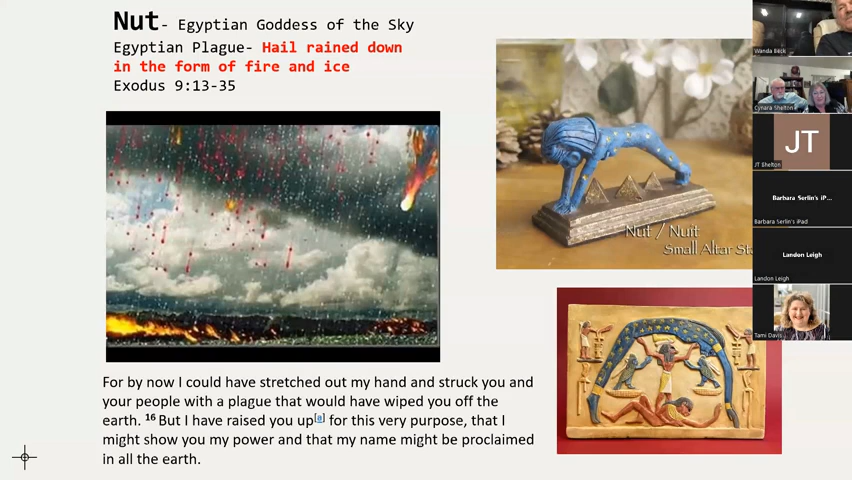 Nut- Egyptian Goddess of the Sky
Egyptian Plague- Hail rained down
in the form of fire and ice
Exodus 9:13-35
Nut / Nuit
Small Altar Sta
For by now I could have stretched out my hand and struck you and
your people with a plague that would have wiped you off the
earth. 16 But I have raised you up[a] for this very purpose, that I
might show you my power and that my name might be proclaimed
in all the earth.
Wanda Beck
Cynara Shelton
JT
JT Shelton
Barbara Serlin's iP...
Barbara Serlin's iPad
Landon Leigh
Landon Leigh
Tami Davis